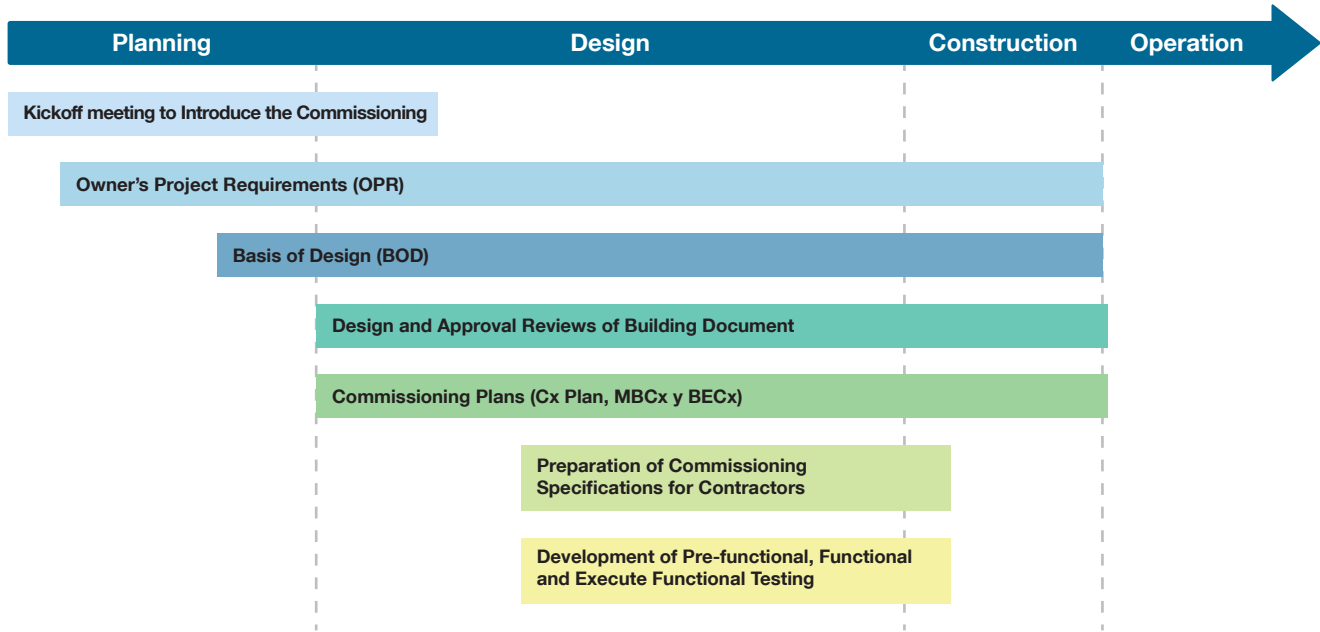 Planning Design Construction Operation
Kickoff meeting to Introduce the Commissioning
Owner’s Project Requirements (OPR)
Basis of Design (BOD)
Design and Approval Reviews of Building Document
Commissioning Plans (Cx Plan, MBCx y BECx)
Preparation of Commissioning
Specifications for Contractors
Development of Pre-functional, Functional
and Execute Functional Testing